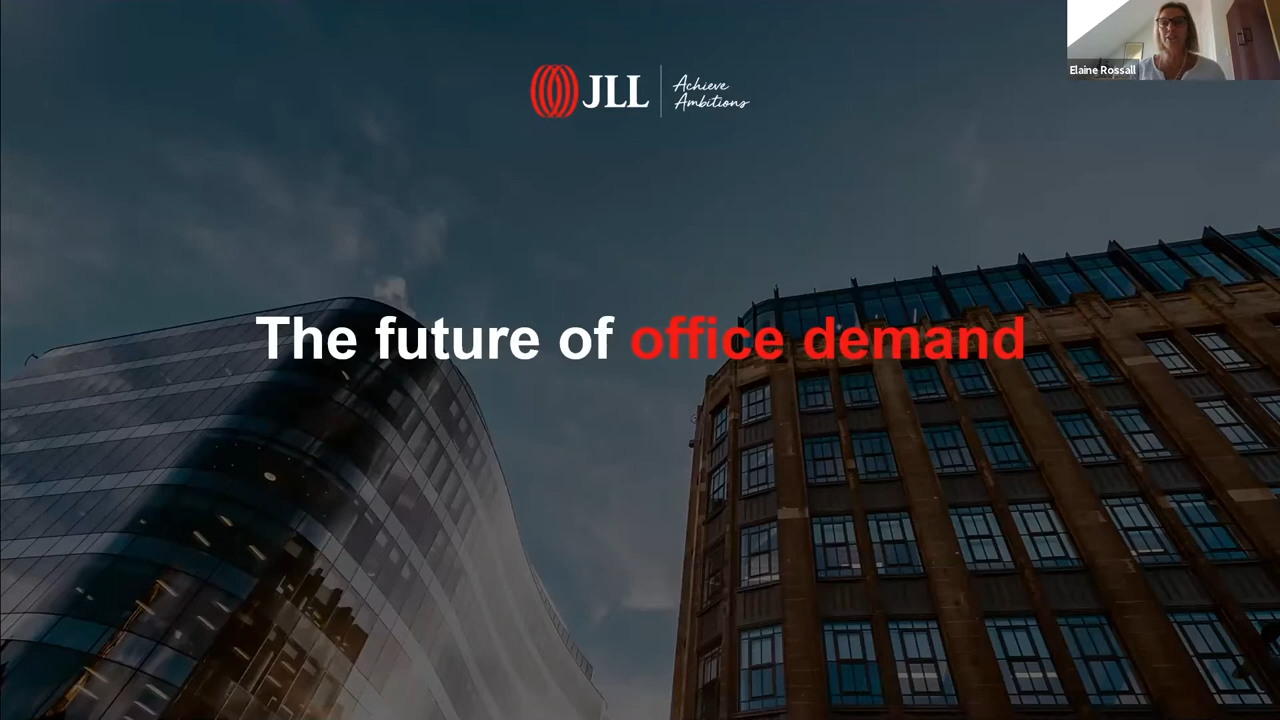 JLL
Achieve
Ambitions
Elaine Rossall
The future of office demand